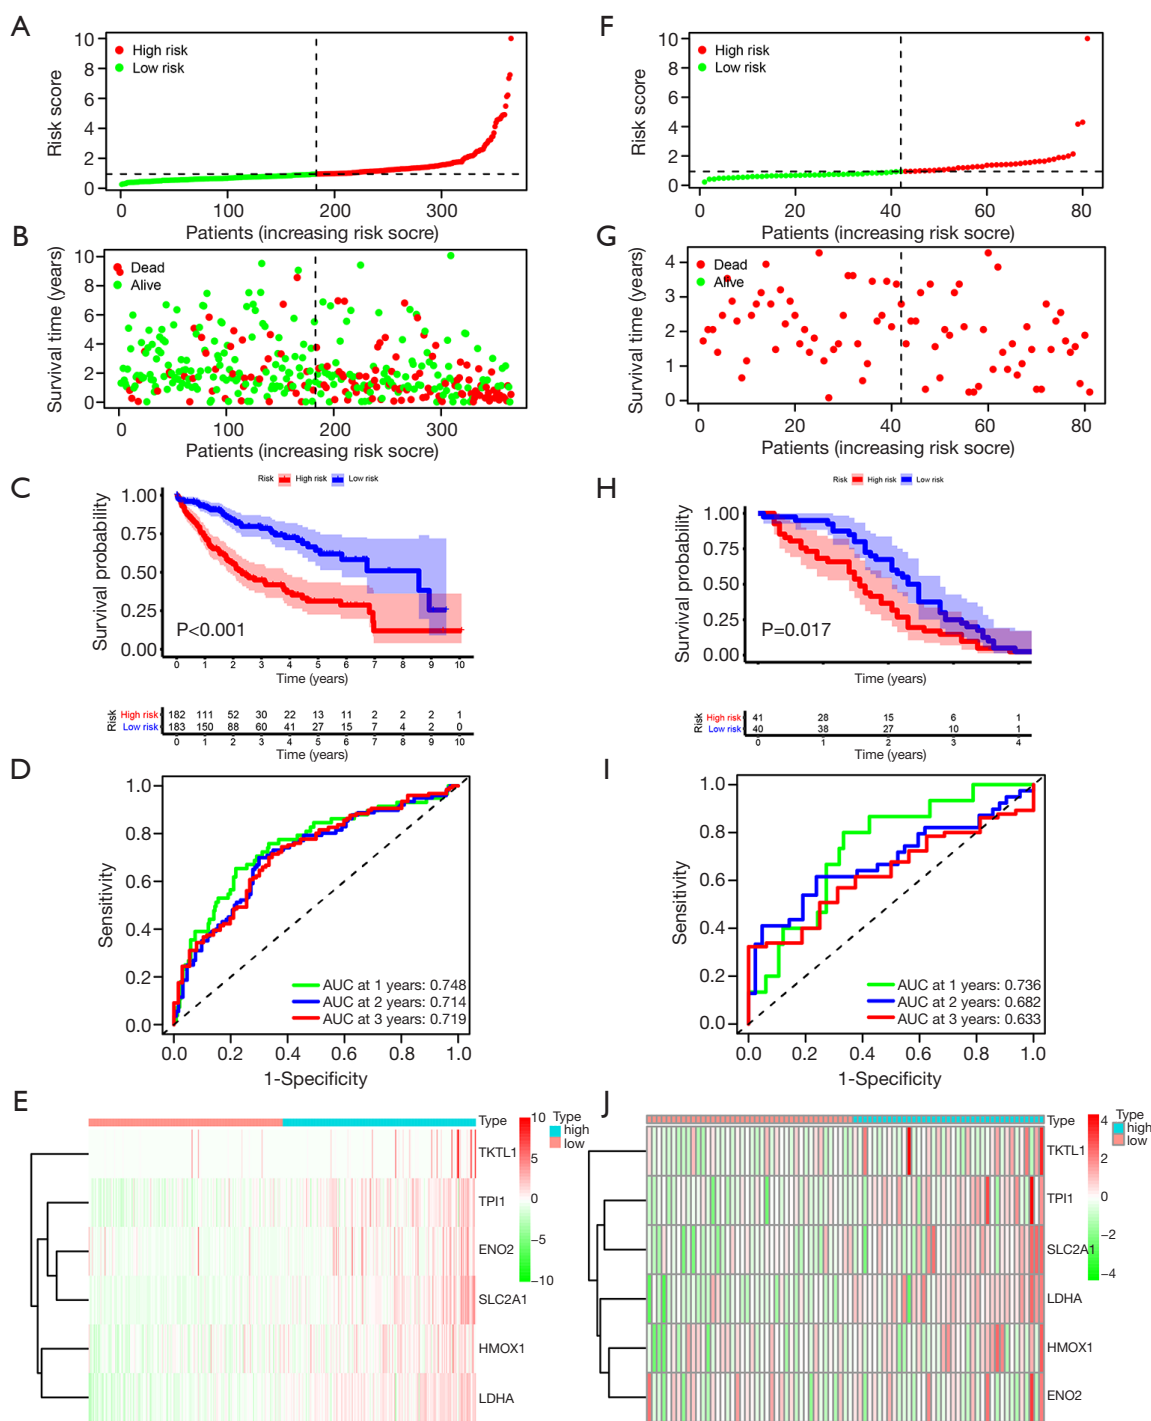 A
10
8
6
4
2
0
Risk score
High risk
Low risk
0
100
200
300
Patients (increasing risk socre)
F
10
8
6
4
2
0
Risk score
High risk
Low risk
0
20
40
60
80
Patients (increasing risk socre)
B
10
8
6
4
2
0
Survival time (years)
Dead
Alive
0
100
200
300
Patients (increasing risk socre)
G
4
3
2
1
0
Survival time (years)
Dead
Alive
0
20
40
60
80
Patients (increasing risk socre)
C
Risk High risk Low risk
1.00
0.75
0.50
0.25
0.00
Survival probability
P<0.001
0 1 2 3 4 5 6 7 8 9 10
Time (years)
Risk
High risk 182 111 52 30 22 13 11 2 2 2 1
Low risk 183 150 88 60 41 27 15 7 4 2 0
0 1 2 3 4 5 6 7 8 9 10
Time (years)
H
Risk High risk Low risk
1.00
0.75
0.50
0.25
0.00
Survival probability
P=0.017
Time (years)
Risk
High risk 41 28 15 6 1
Low risk 40 38 27 10 1
0 1 2 3 4
Time (years)
D
1.0
0.8
0.6
0.4
0.2
0.0
Sensitivity
AUC at 1 years: 0.748
AUC at 2 years: 0.714
AUC at 3 years: 0.719
0.0 0.2 0.4 0.6 0.8 1.0
1-Specificity
I
1.0
0.8
0.6
0.4
0.2
0.0
Sensitivity
AUC at 1 years: 0.736
AUC at 2 years: 0.682
AUC at 3 years: 0.633
0.0 0.2 0.4 0.6 0.8 1.0
1-Specificity
E
Type
TKTL1
TPI1
ENO2
SLC2A1
HMOX1
LDHA
10
5
0
−5
−10
Type
high
low
J
Type
TKTL1
TPI1
SLC2A1
LDHA
HMOX1
ENO2
4
2
0
−2
−4
Type
high
low